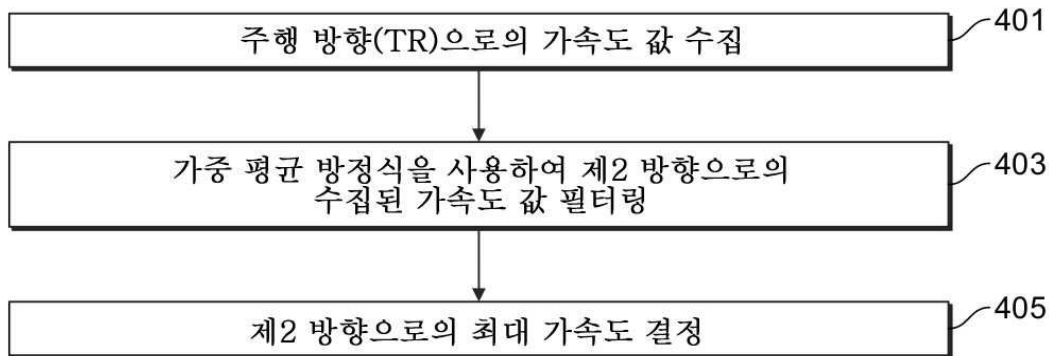 주행 방향(TR)으로의 가속도 값 수집
401
가중 평균 방정식을 사용하여 제2 방향으로의
수집된 가속도 값 필터링
403
제2 방향으로의 최대 가속도 결정
405